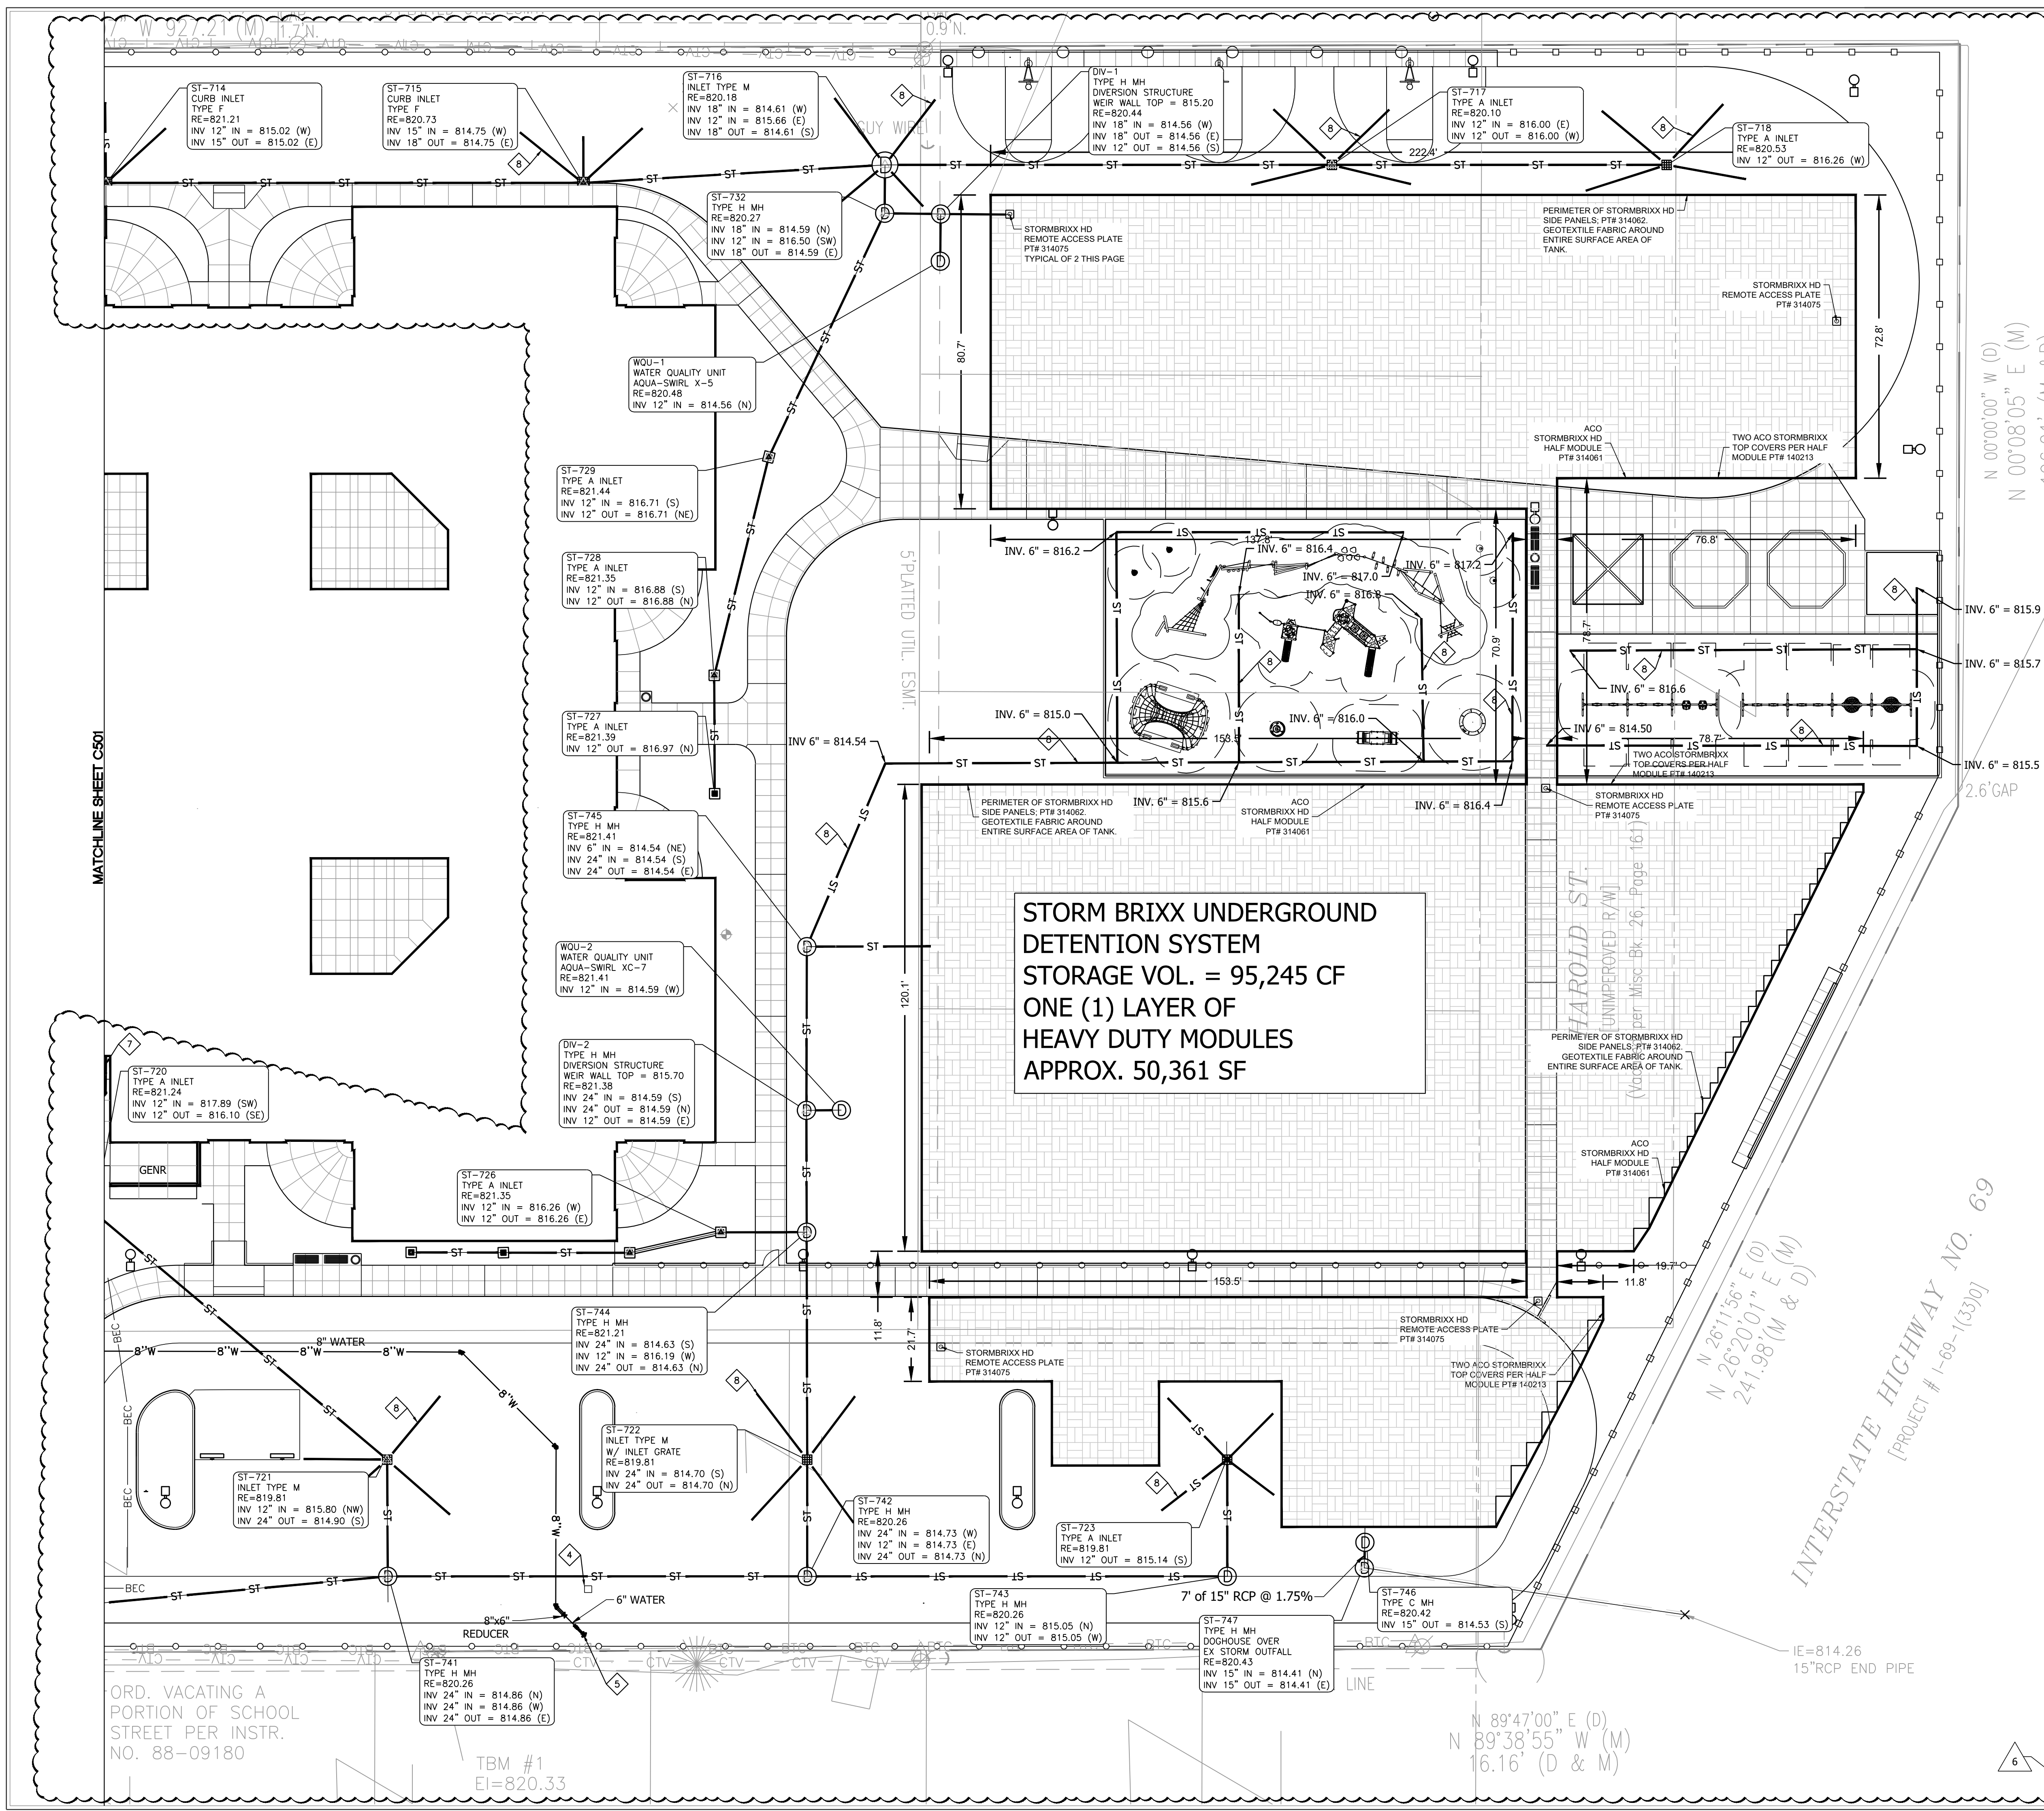 W 927.21 (M)
1.7'N.
0.9'N.
ST-714
CURB INLET
TYPE F
RE=821.21
INV 12" IN = 815.02 (W)
INV 15" OUT = 815.02 (E)
ST-715
CURB INLET
TYPE F
RE=820.73
INV 15" IN = 814.75 (W)
INV 18" OUT = 814.75 (E)
ST-716
INLET TYPE M
RE=820.18
INV 18" IN = 814.61 (W)
INV 12" IN = 815.66 (E)
INV 18" OUT = 814.61 (S)
GUY WIRE
DIV-1
TYPE H MH
DIVERSION STRUCTURE
WEIR WALL TOP = 815.20
RE=820.44
INV 18" IN = 814.56 (W)
INV 18" OUT = 814.56 (E)
INV 12" OUT = 814.56 (S)
ST-717
TYPE A INLET
RE=820.10
INV 12" IN = 816.00 (E)
INV 12" OUT = 816.00 (W)
ST-718
TYPE A INLET
RE=820.53
INV 12" OUT = 816.26 (W)
222.4'
ST-732
TYPE H MH
RE=820.27
INV 18" IN = 814.59 (N)
INV 12" IN = 816.50 (SW)
INV 18" OUT = 814.59 (E)
STORMBRIXX HD
REMOTE ACCESS PLATE
PT# 314075
TYPICAL OF 2 THIS PAGE
PERIMETER OF STORMBRIXX HD
SIDE PANELS; PT# 314062.
GEOTEXTILE FABRIC AROUND
ENTIRE SURFACE AREA OF
TANK.
STORMBRIXX HD
REMOTE ACCESS PLATE
PT# 314075
80.7'
72.8'
N 00°00'00" W (D)
N 00°08'05" E (M)
WQU-1
WATER QUALITY UNIT
AQUA-SWIRL X-5
RE=820.48
INV 12" IN = 814.56 (N)
ACO
STORMBRIXX HD
HALF MODULE
PT# 314061
TWO ACO STORMBRIXX
TOP COVERS PER HALF
MODULE PT# 140213
ST-729
TYPE A INLET
RE=821.44
INV 12" IN = 816.71 (S)
INV 12" OUT = 816.71 (NE)
ST-728
TYPE A INLET
RE=821.35
INV 12" IN = 816.88 (S)
INV 12" OUT = 816.88 (N)
INV. 6" = 816.2
137.8'
INV. 6" = 816.4
INV. 6" = 817.0
INV. 6" = 817.2
INV. 6" = 816.8
76.8'
78.7'
70.9'
INV. 6" = 815.9
INV. 6" = 815.7
INV. 6" = 816.6
5'PLATTED UTIL. ESMT.
MATCHLINE SHEET C501
ST-727
TYPE A INLET
RE=821.39
INV 12" OUT = 816.97 (N)
INV. 6" = 815.0
INV 6" = 814.54
INV. 6" = 816.0
INV 6" = 814.50
78.7'
INV. 6" = 815.5
2.6'GAP
TWO ACO STORMBRIXX
TOP COVERS PER HALF
MODULE PT# 140213
PERIMETER OF STORMBRIXX HD
SIDE PANELS; PT# 314062.
GEOTEXTILE FABRIC AROUND
ENTIRE SURFACE AREA OF TANK.
INV. 6" = 815.6
ACO
STORMBRIXX HD
HALF MODULE
PT# 314061
INV. 6" = 816.4
STORMBRIXX HD
REMOTE ACCESS PLATE
PT# 314075
ST-745
TYPE H MH
RE=821.41
INV 6" IN = 814.54 (NE)
INV 24" IN = 814.54 (S)
INV 24" OUT = 814.54 (E)
STORM BRIXX UNDERGROUND
DETENTION SYSTEM
STORAGE VOL. = 95,245 CF
ONE (1) LAYER OF
HEAVY DUTY MODULES
APPROX. 50,361 SF
120.1'
HAROLD ST.
[UNIMPEROVED R/W]
(Vacated per Misc Bk. 26, Page 161)
WQU-2
WATER QUALITY UNIT
AQUA-SWIRL XC-7
RE=821.41
INV 12" IN = 814.59 (W)
DIV-2
TYPE H MH
DIVERSION STRUCTURE
WEIR WALL TOP = 815.70
RE=821.38
INV 24" IN = 814.59 (S)
INV 24" OUT = 814.59 (N)
INV 12" OUT = 814.59 (E)
PERIMETER OF STORMBRIXX HD
SIDE PANELS; PT# 314062.
GEOTEXTILE FABRIC AROUND
ENTIRE SURFACE AREA OF TANK.
ACO
STORMBRIXX HD
HALF MODULE
PT# 314061
ST-720
TYPE A INLET
RE=821.24
INV 12" IN = 817.89 (SW)
INV 12" OUT = 816.10 (SE)
GENR
ST-726
TYPE A INLET
RE=821.35
INV 12" IN = 816.26 (W)
INV 12" OUT = 816.26 (E)
153.5'
19.7'
11.8'
11.8'
21.7'
ST-744
TYPE H MH
RE=821.21
INV 24" IN = 814.63 (S)
INV 12" IN = 816.19 (W)
INV 24" OUT = 814.63 (N)
8" WATER
8"W 8"W 8"W 8"W
STORMBRIXX HD
REMOTE ACCESS PLATE
PT# 314075
STORMBRIXX HD
REMOTE ACCESS PLATE
PT# 314075
TWO ACO STORMBRIXX
TOP COVERS PER HALF
MODULE PT# 140213
N 26°11'56" E (D)
N 26°20'01" E (M)
241.98'(M & D)
INTERSTATE HIGHWAY NO. 69
[PROJECT # I-69-1(33)0]
ST-722
INLET TYPE M
W/ INLET GRATE
RE=819.81
INV 24" IN = 814.70 (S)
INV 24" OUT = 814.70 (N)
ST-721
INLET TYPE M
RE=819.81
INV 12" IN = 815.80 (NW)
INV 24" OUT = 814.90 (S)
ST-742
TYPE H MH
RE=820.26
INV 24" IN = 814.73 (W)
INV 12" IN = 814.73 (E)
INV 24" OUT = 814.73 (N)
ST-723
TYPE A INLET
RE=819.81
INV 12" OUT = 815.14 (S)
ST-743
TYPE H MH
RE=820.26
INV 12" IN = 815.05 (N)
INV 12" OUT = 815.05 (W)
7' of 15" RCP @ 1.75%
ST-746
TYPE C MH
RE=820.42
INV 15" OUT = 814.53 (S)
ST-747
TYPE H MH
DOGHOUSE OVER
EX STORM OUTFALL
RE=820.43
INV 15" IN = 814.41 (N)
INV 15" OUT = 814.41 (E)
6" WATER
8"x6"
REDUCER
ST-741
TYPE H MH
RE=820.26
INV 24" IN = 814.86 (N)
INV 24" IN = 814.86 (W)
INV 24" OUT = 814.86 (E)
IE=814.26
15"RCP END PIPE
LINE
ORD. VACATING A
PORTION OF SCHOOL
STREET PER INSTR.
NO. 88-09180
TBM #1
El=820.33
N 89°47'00" E (D)
N 89°38'55" W (M)
16.16' (D & M)
6